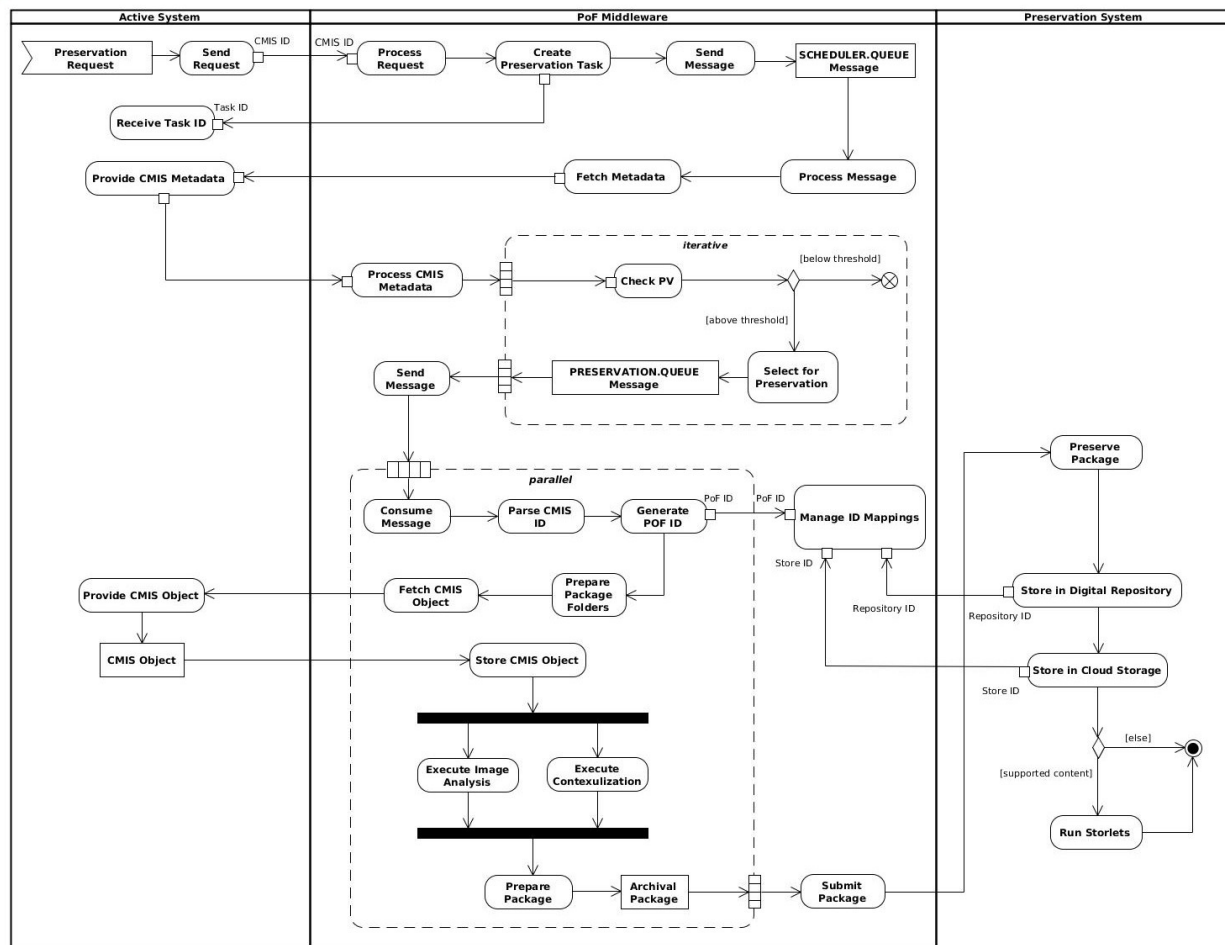 Active System
PoF Middleware
Preservation System
Preservation
Request
Send
Request
CMIS ID
CMIS ID
Process
Request
Create
Preservation Task
Send
Message
SCHEDULER.QUEUE
Message
Receive Task ID
Task ID
Provide CMIS Metadata
Fetch Metadata
Process Message
iterative
Process CMIS
Metadata
Check PV
[below threshold]
[above threshold]
Send
Message
PRESERVATION.QUEUE
Message
Select for
Preservation
Preserve
Package
parallel
Consume
Message
Parse CMIS
ID
Generate
POF ID
PoF ID
PoF ID
Manage ID Mappings
Store ID
Provide CMIS Object
Fetch CMIS
Object
Prepare
Package
Folders
Repository ID
Store in Digital Repository
Repository ID
CMIS Object
Store CMIS Object
Store in Cloud Storage
Store ID
[else]
[supported content]
Execute Image
Analysis
Execute
Contexulization
Run Storlets
Prepare
Package
Archival
Package
Submit
Package